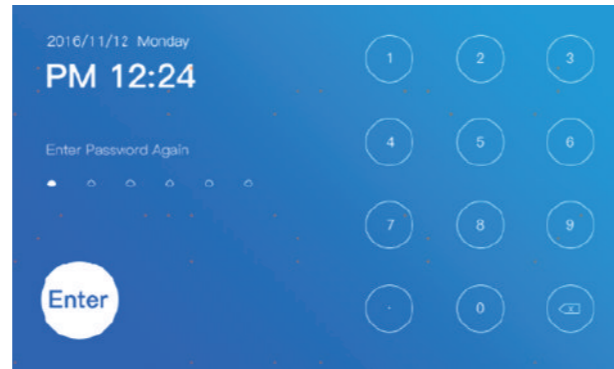 2016/11/12 Monday
PM 12:24
Enter Password Again
Enter
1 2 3
4 5 6
7 8 9
· 0 x